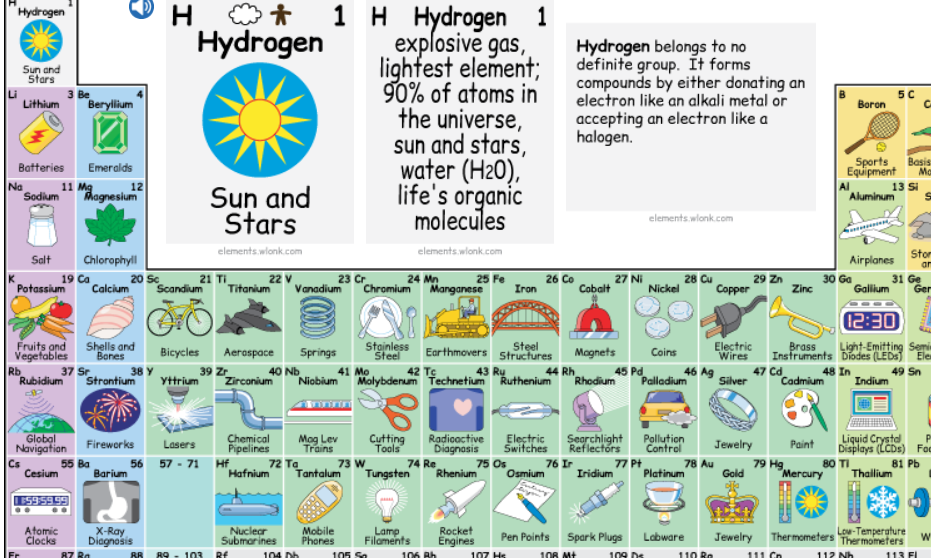 H 1
Hydrogen
Sun and
Stars
H 1
Hydrogen
Sun and
Stars
elements.wlonk.com
H Hydrogen 1
explosive gas,
lightest element;
90% of atoms in
the universe,
sun and stars,
water (H2O),
life's organic
molecules
elements.wlonk.com
Hydrogen belongs to no
definite group. It forms
compounds by either donating an
electron like an alkali metal or
accepting an electron like a
halogen.
elements.wlonk.com
Li 3 Be 4 B 5 C
Lithium Beryllium Boron
Batteries Emeralds Sports
Equipment
Na 11 Mg 12 Al 13 Si
Sodium Magnesium Aluminum
Salt Chlorophyll Airplanes
K 19 Ca 20 Sc 21 Ti 22 V 23 Cr 24 Mn 25 Fe 26 Co 27 Ni 28 Cu 29 Zn 30 Ga 31 Ge
Potassium Calcium Scandium Titanium Vanadium Chromium Manganese Iron Cobalt Nickel Copper Zinc Gallium
12:30
Fruits and Shells and Bicycles Aerospace Springs Stainless Earthmovers Steel Magnets Coins Electric Brass Light-Emitting
Vegetables Bones Steel Structures Wires Instruments Diodes (LEDs)
Rb 37 Sr 38 Y 39 Zr 40 Nb 41 Mo 42 Tc 43 Ru 44 Rh 45 Pd 46 Ag 47 Cd 48 In 49 Sn
Rubidium Strontium Yttrium Zirconium Niobium Molybdenum Technetium Ruthenium Rhodium Palladium Silver Cadmium Indium
Global Fireworks Lasers Chemical Mag Lev Cutting Radioactive Electric Searchlight Pollution Jewelry Paint Liquid Crystal
Navigation Pipelines Trains Tools Diagnosis Switches Reflectors Control Displays (LCDs)
Cs 55 Ba 56 57 - 71 Hf 72 Ta 73 W 74 Re 75 Os 76 Ir 77 Pt 78 Au 79 Hg 80 Tl 81 Pb
Cesium Barium Hafnium Tantalum Tungsten Rhenium Osmium Iridium Platinum Gold Mercury Thallium
11:59:59.99
Atomic X-Ray Nuclear Mobile Lamp Rocket Pen Points Spark Plugs Labware Jewelry Thermometers Low-Temperature
Clocks Diagnosis Submarines Phones Filaments Engines Thermometers
Fr 87 Ra 88 89 - 103 Rf 104 Db 105 Sg 106 Bh 107 Hs 108 Mt 109 Ds 110 Rg 111 Cn 112 Nh 113 Fl